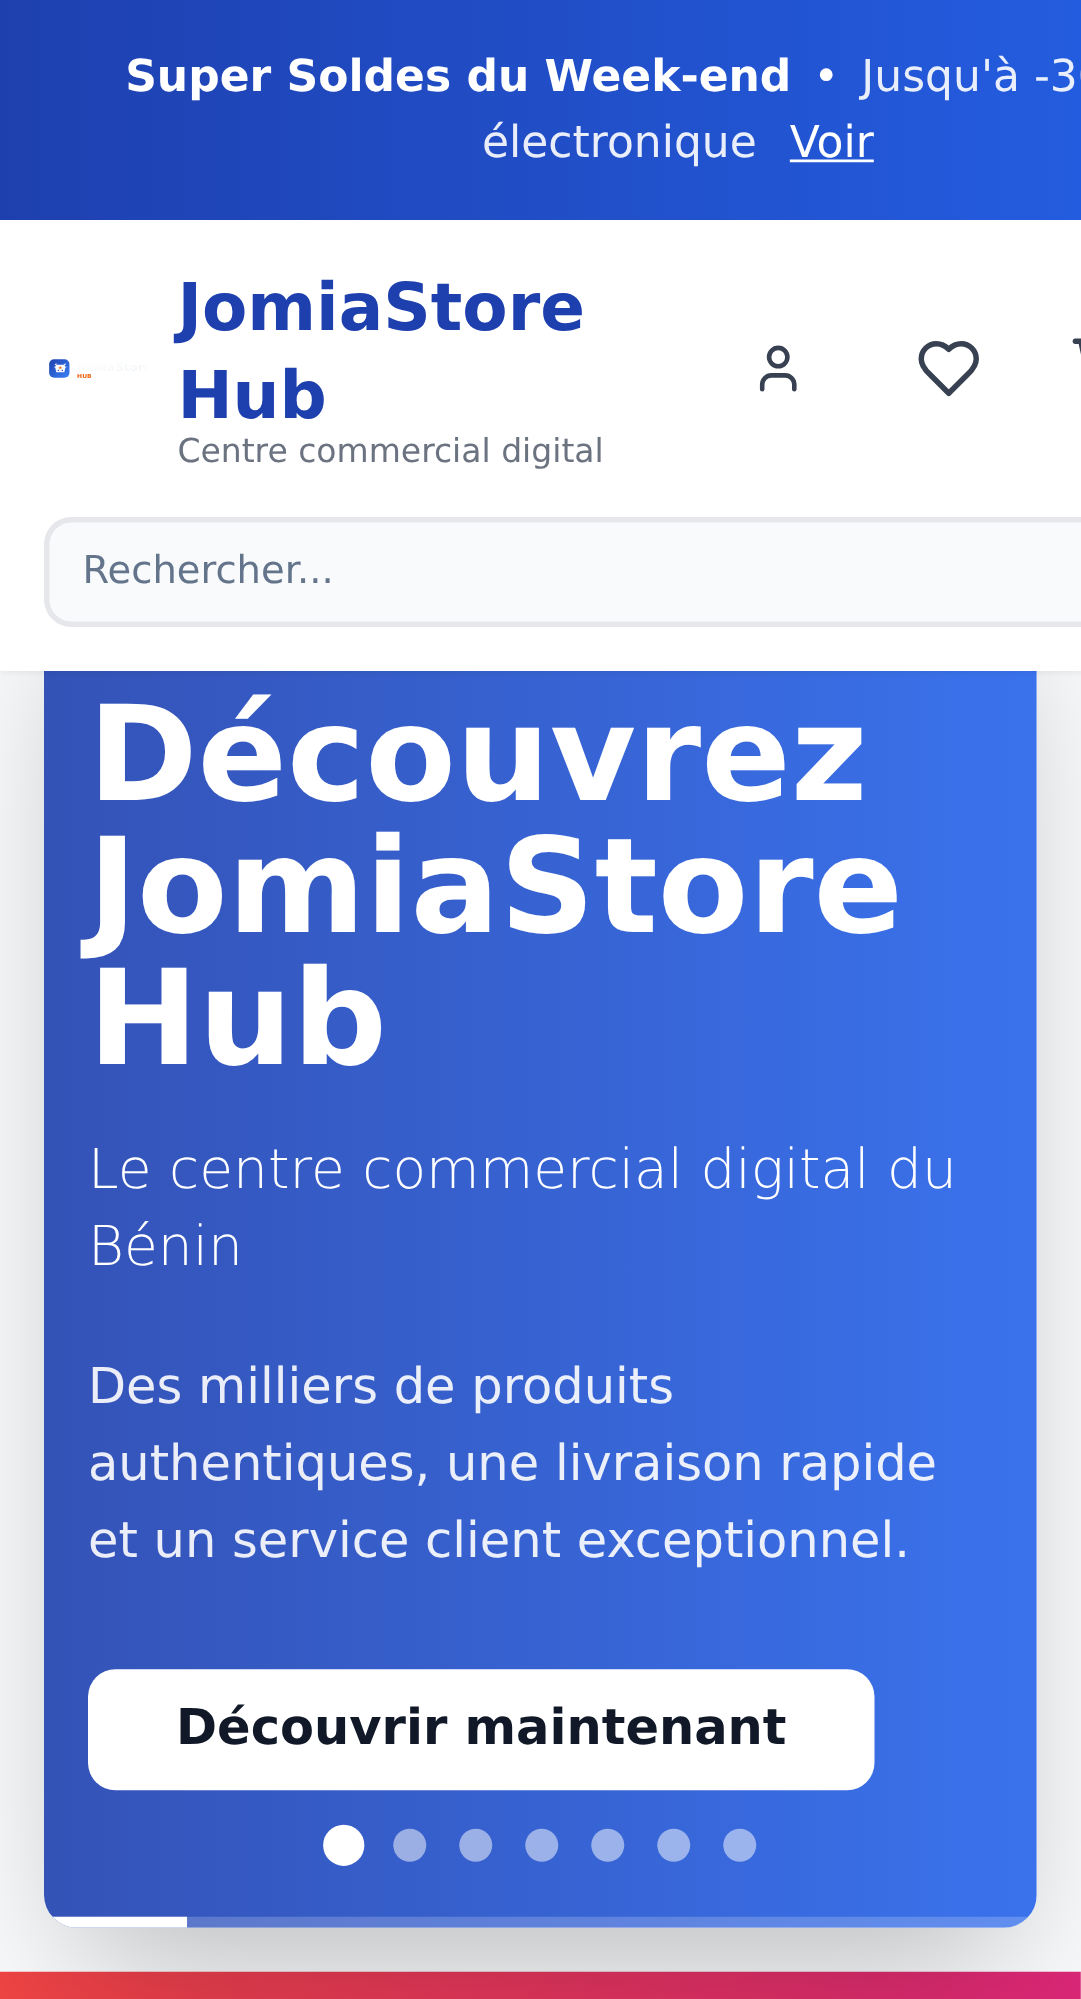 Super Soldes du Week-end • Jusqu'à -3
électronique Voir
JomiaStore
Hub
Centre commercial digital
HUB
Rechercher...
Découvrez
JomiaStore
Hub
Le centre commercial digital du
Bénin
Des milliers de produits
authentiques, une livraison rapide
et un service client exceptionnel.
Découvrir maintenant